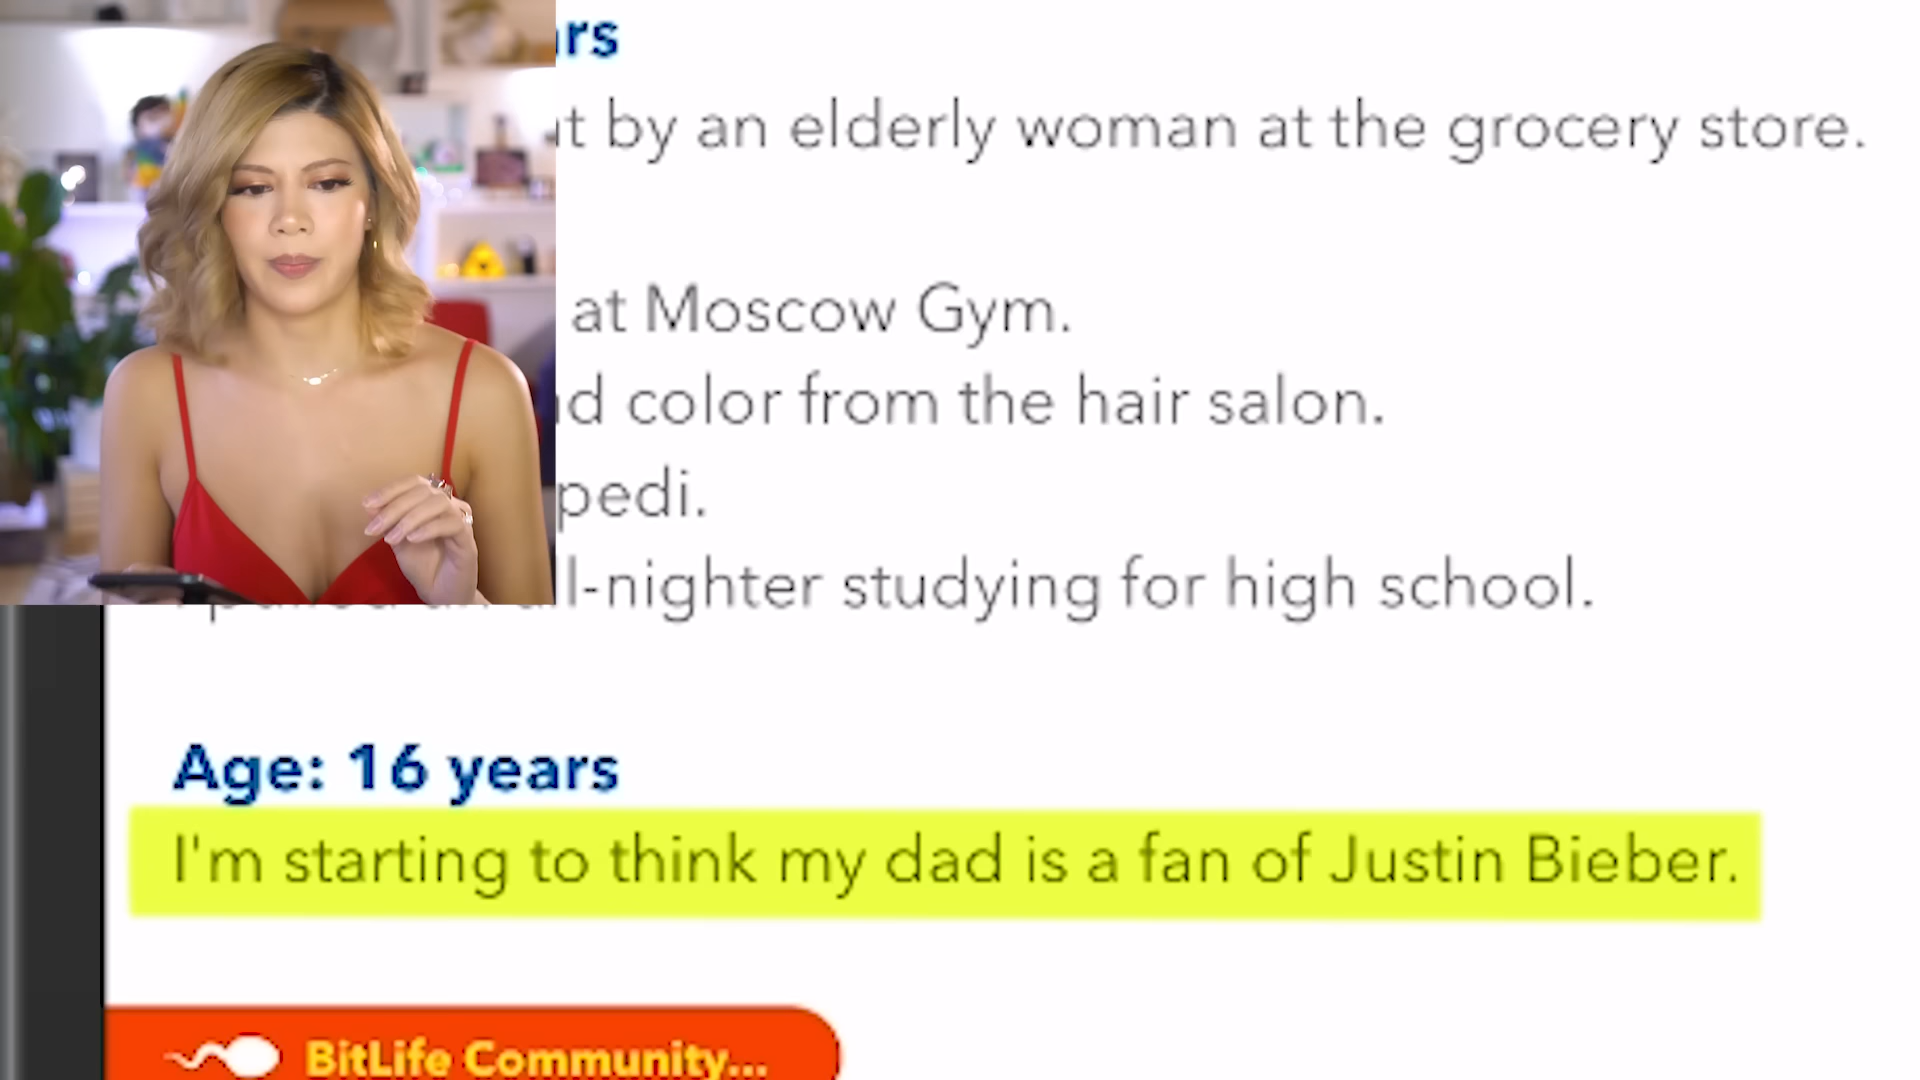 by an elderly woman at the grocery store.
at Moscow Gym.
color from the hair salon.
pedi.
l-nighter studying for high school.
Age: 16 years
I'm starting to think my dad is a fan of Justin Bieber.
BitLife Community...